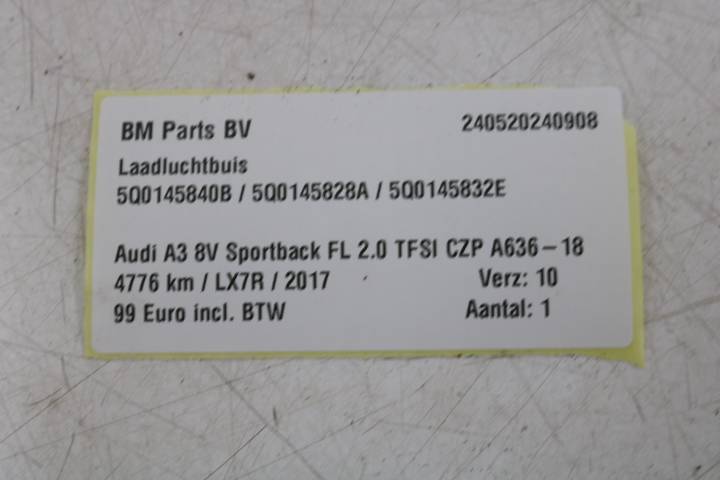 BM Parts BV 240520240908
Laadluchtbuis
5Q0145840B / 5Q0145828A / 5Q0145832E
Audi A3 8V Sportback FL 2.0 TFSI CZP A636-18
4776 km / LX7R / 2017 Verz: 10
99 Euro incl. BTW Aantal: 1